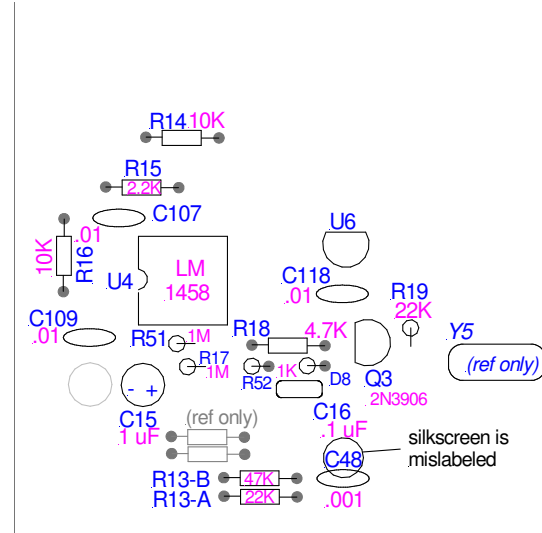 R14 10K
R15
2.2K
C107
.01
10K
R16
U4
LM
1458
U6
C118
.01
R19
22K
C109
.01
R51
1M
R17
1M
R18
4.7K
R52
1K
D8
Q3
2N3906
Y5
(ref only)
- +
C15
.1 uF
(ref only)
C16
.1 uF
silkscreen is
mislabeled
C48
.001
R13-B
47K
R13-A
22K